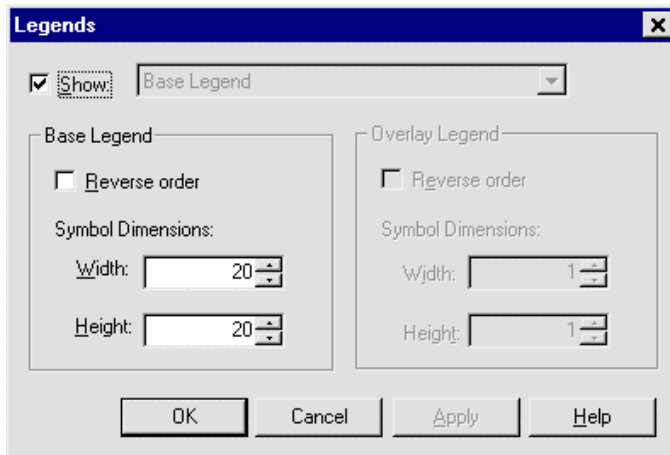 Legends
Show: Base Legend
Base Legend
Reverse order
Symbol Dimensions:
Width: 20
Height: 20
Overlay Legend
Reverse order
Symbol Dimensions:
Width: 1
Height: 1
OK Cancel Apply Help